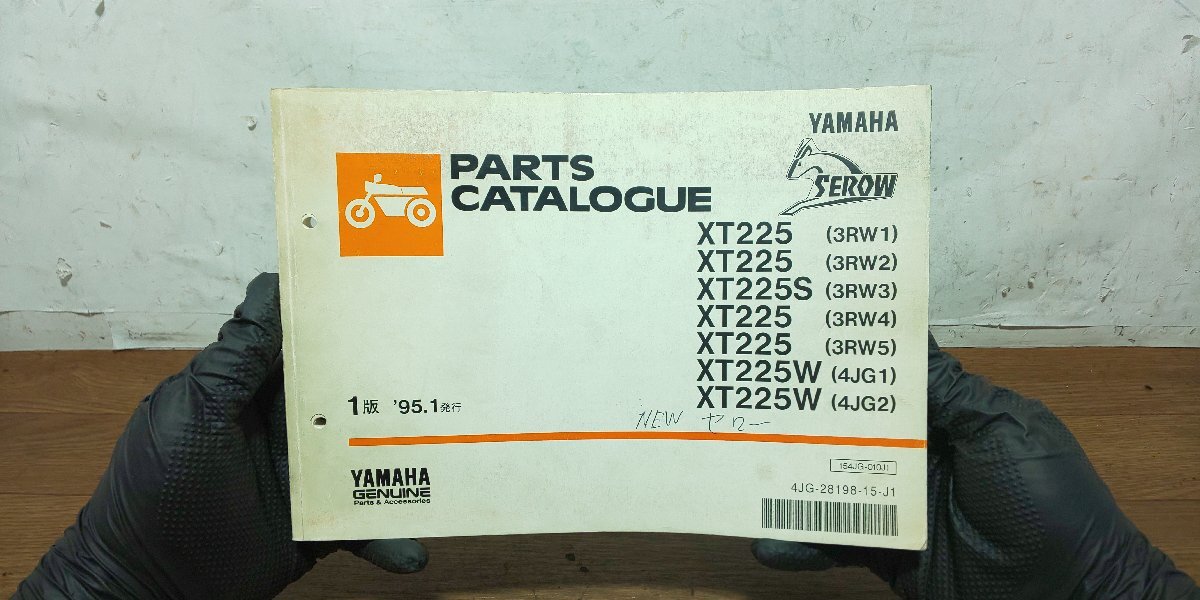 YAMAHA
SEROW
PARTS
CATALOGUE
XT225 (3RW1)
XT225 (3RW2)
XT225S (3RW3)
XT225 (3RW4)
XT225 (3RW5)
XT225W (4JG1)
XT225W (4JG2)
1版 '95.1発行
NEW セロー
YAMAHA
GENUINE
Parts & Accessories
154JG-010J1
4JG-28198-15-J1